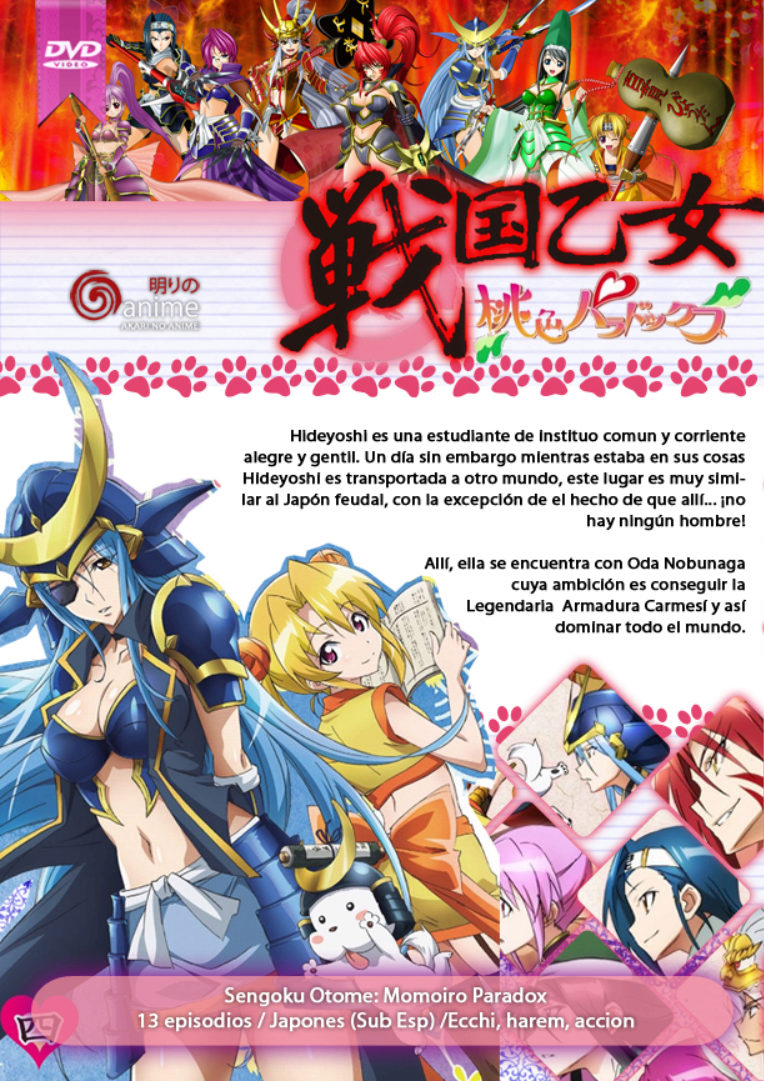 DVD
VIDEO
戦国乙女
桃色パラドックス
明りの
anime
AKARI NO ANIME
Hideyoshi es una estudiante de instituo comun y corriente
alegre y gentil. Un día sin embargo mientras estaba en sus cosas
Hideyoshi es transportada a otro mundo, este lugar es muy simi-
lar al Japón feudal, con la excepción de el hecho de que allí... ¡no
hay ningún hombre!
Allí, ella se encuentra con Oda Nobunaga
cuya ambición es conseguir la
Legendaria Armadura Carmesí y así
dominar todo el mundo.
Sengoku Otome: Momoiro Paradox
13 episodios / Japones (Sub Esp) /Ecchi, harem, accion